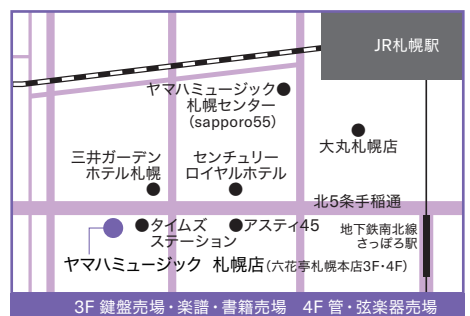 JR札幌駅
ヤマハミュージック
札幌センター
(sapporo55)
大丸札幌店
三井ガーデン
ホテル札幌
センチュリー
ロイヤルホテル
北5条手稲通
タイムズ
ステーション
アスティ45
地下鉄南北線
さっぽろ駅
ヤマハミュージック 札幌店(六花亭札幌本店3F・4F)
3F 鍵盤売場・楽譜・書籍売場 4F 管・弦楽器売場